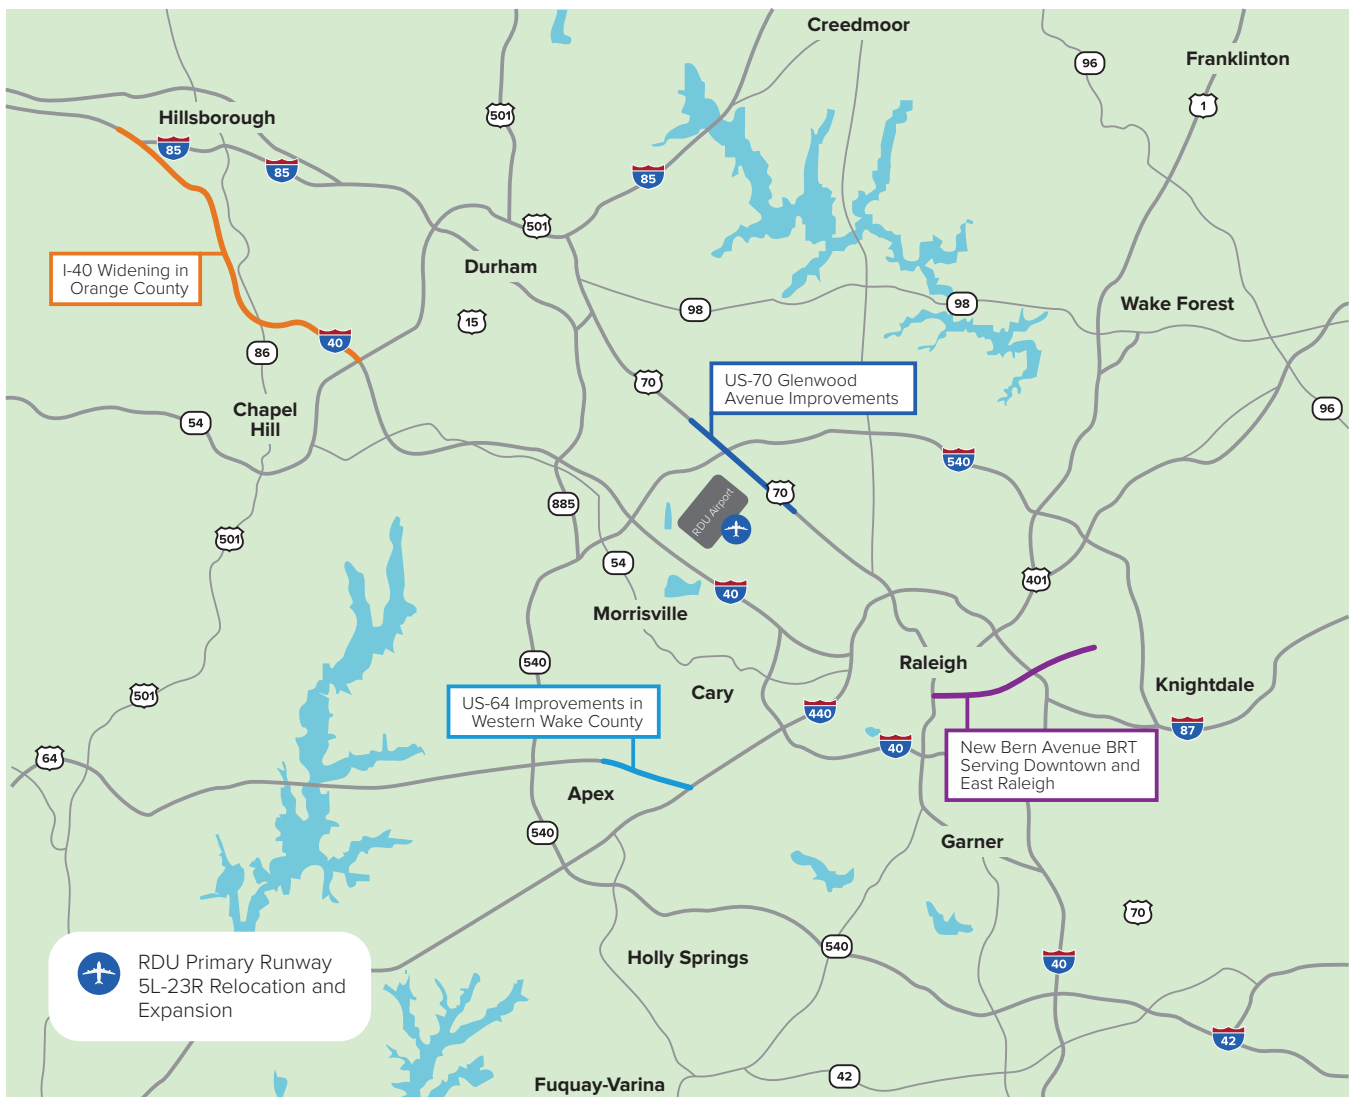 Creedmoor
Franklinton
96
1
501
Hillsborough
85
85
85
501
I-40 Widening in
Orange County
Durham
15
98
98
Wake Forest
40
86
70
US-70 Glenwood
Avenue Improvements
96
Chapel
Hill
54
540
70
885
RDU Airport
501
54
40
401
Morrisville
540
Raleigh
Cary
Knightdale
501
US-64 Improvements in
Western Wake County
440
87
40
New Bern Avenue BRT
Serving Downtown and
East Raleigh
64
Apex
540
Garner
70
540
Holly Springs
40
RDU Primary Runway
5L-23R Relocation and
Expansion
42
42
Fuquay-Varina